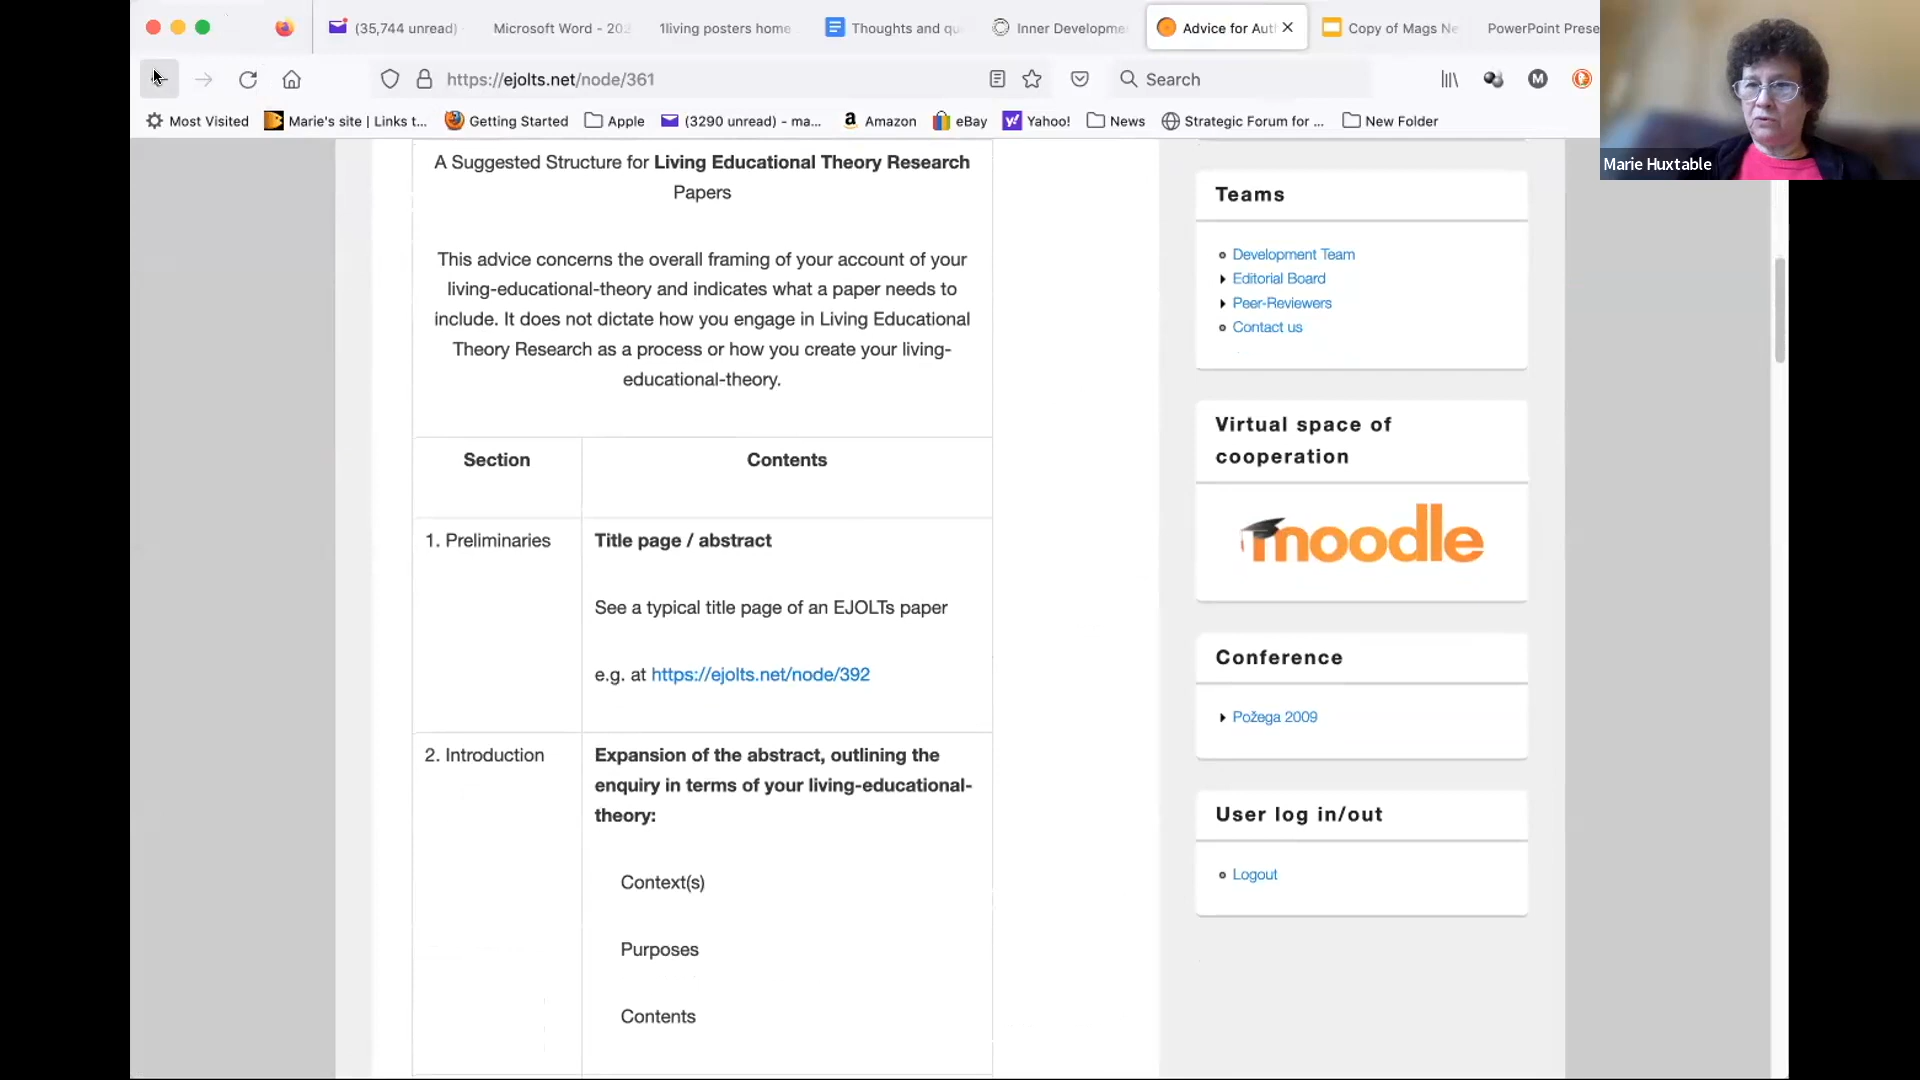 (35,744 unread)
Microsoft Word - 202
1living posters home
Thoughts and qu
Inner Developme
Advice for Auth
Copy of Mags Ne
PowerPoint Prese
https://ejolts.net/node/361
Search
M
Most Visited
Marie's site | Links t...
Getting Started
Apple
(3290 unread) - ma...
a Amazon
eBay
y! Yahoo!
News
Strategic Forum for ...
New Folder
Marie Huxtable
A Suggested Structure for Living Educational Theory Research
Papers
This advice concerns the overall framing of your account of your
living-educational-theory and indicates what a paper needs to
include. It does not dictate how you engage in Living Educational
Theory Research as a process or how you create your living-
educational-theory.
Section
Contents
1. Preliminaries
Title page / abstract
See a typical title page of an EJOLTs paper
e.g. at https://ejolts.net/node/392
2. Introduction
Expansion of the abstract, outlining the
enquiry in terms of your living-educational-
theory:
Context(s)
Purposes
Contents
Teams
Development Team
Editorial Board
Peer-Reviewers
Contact us
Virtual space of
cooperation
moodle
Conference
Požega 2009
User log in/out
Logout